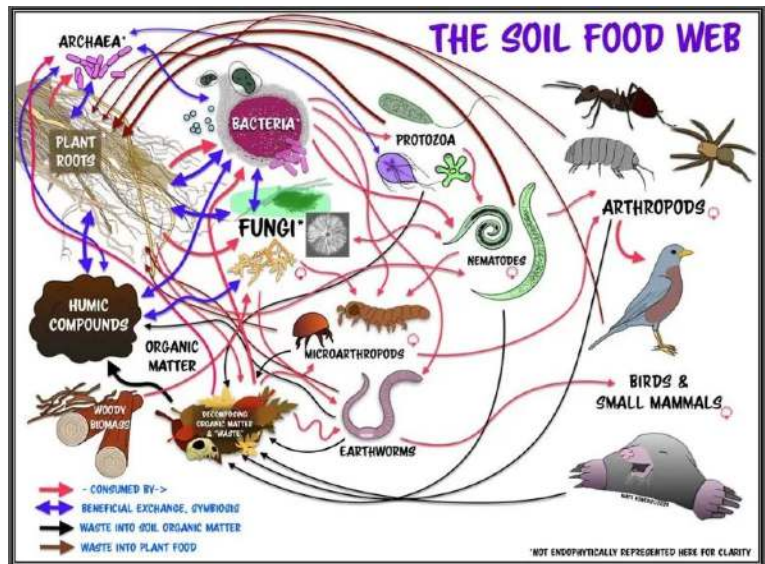 THE SOIL FOOD WEB
ARCHAEA*
PLANT
ROOTS
BACTERIA*
PROTOZOA
FUNGI*
NEMATODES
ARTHROPODS
HUMIC
COMPOUNDS
ORGANIC
MATTER
MICROARTHROPODS
WOODY
BIOMASS
DECOMPOSING
ORGANIC MATTER
& "WASTE"
EARTHWORMS
BIRDS &
SMALL MAMMALS
- CONSUMED BY->
BENEFICIAL EXCHANGE, SYMBIOSIS
WASTE INTO SOIL ORGANIC MATTER
WASTE INTO PLANT FOOD
*NOT ENDOPHYTICALLY REPRESENTED HERE FOR CLARITY